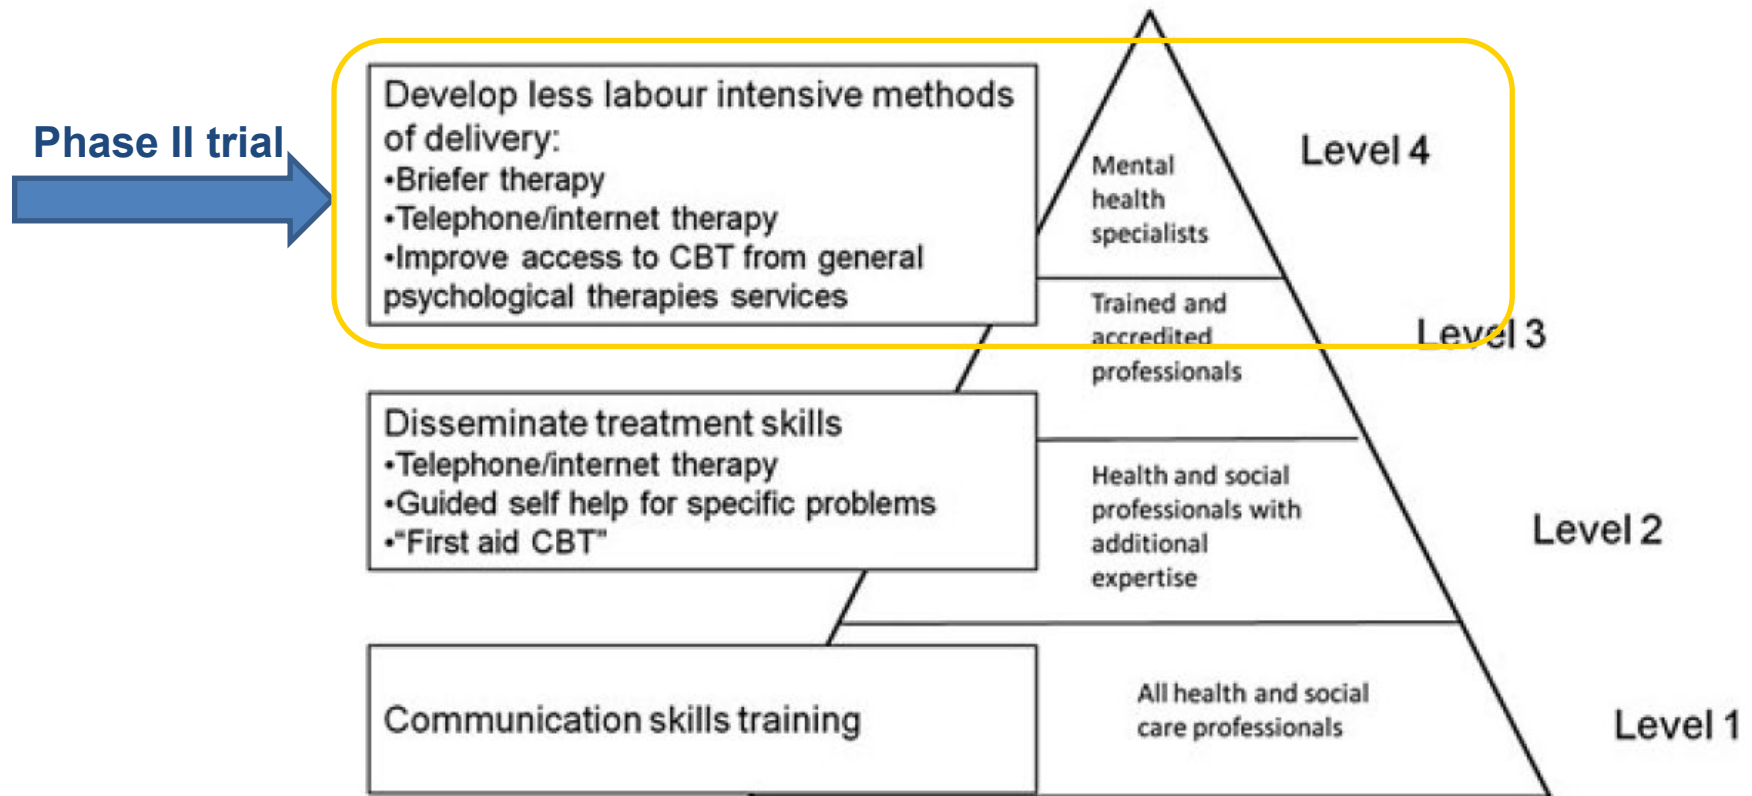 Phase II trial
Develop less labour intensive methods
of delivery:
•Briefer therapy
•Telephone/internet therapy
•Improve access to CBT from general
psychological therapies services
Mental
health
specialists
Level 4
Trained and
accredited
professionals
Level 3
Disseminate treatment skills
•Telephone/internet therapy
•Guided self help for specific problems
•“First aid CBT”
Health and social
professionals with
additional
expertise
Level 2
Communication skills training
All health and social
care professionals
Level 1